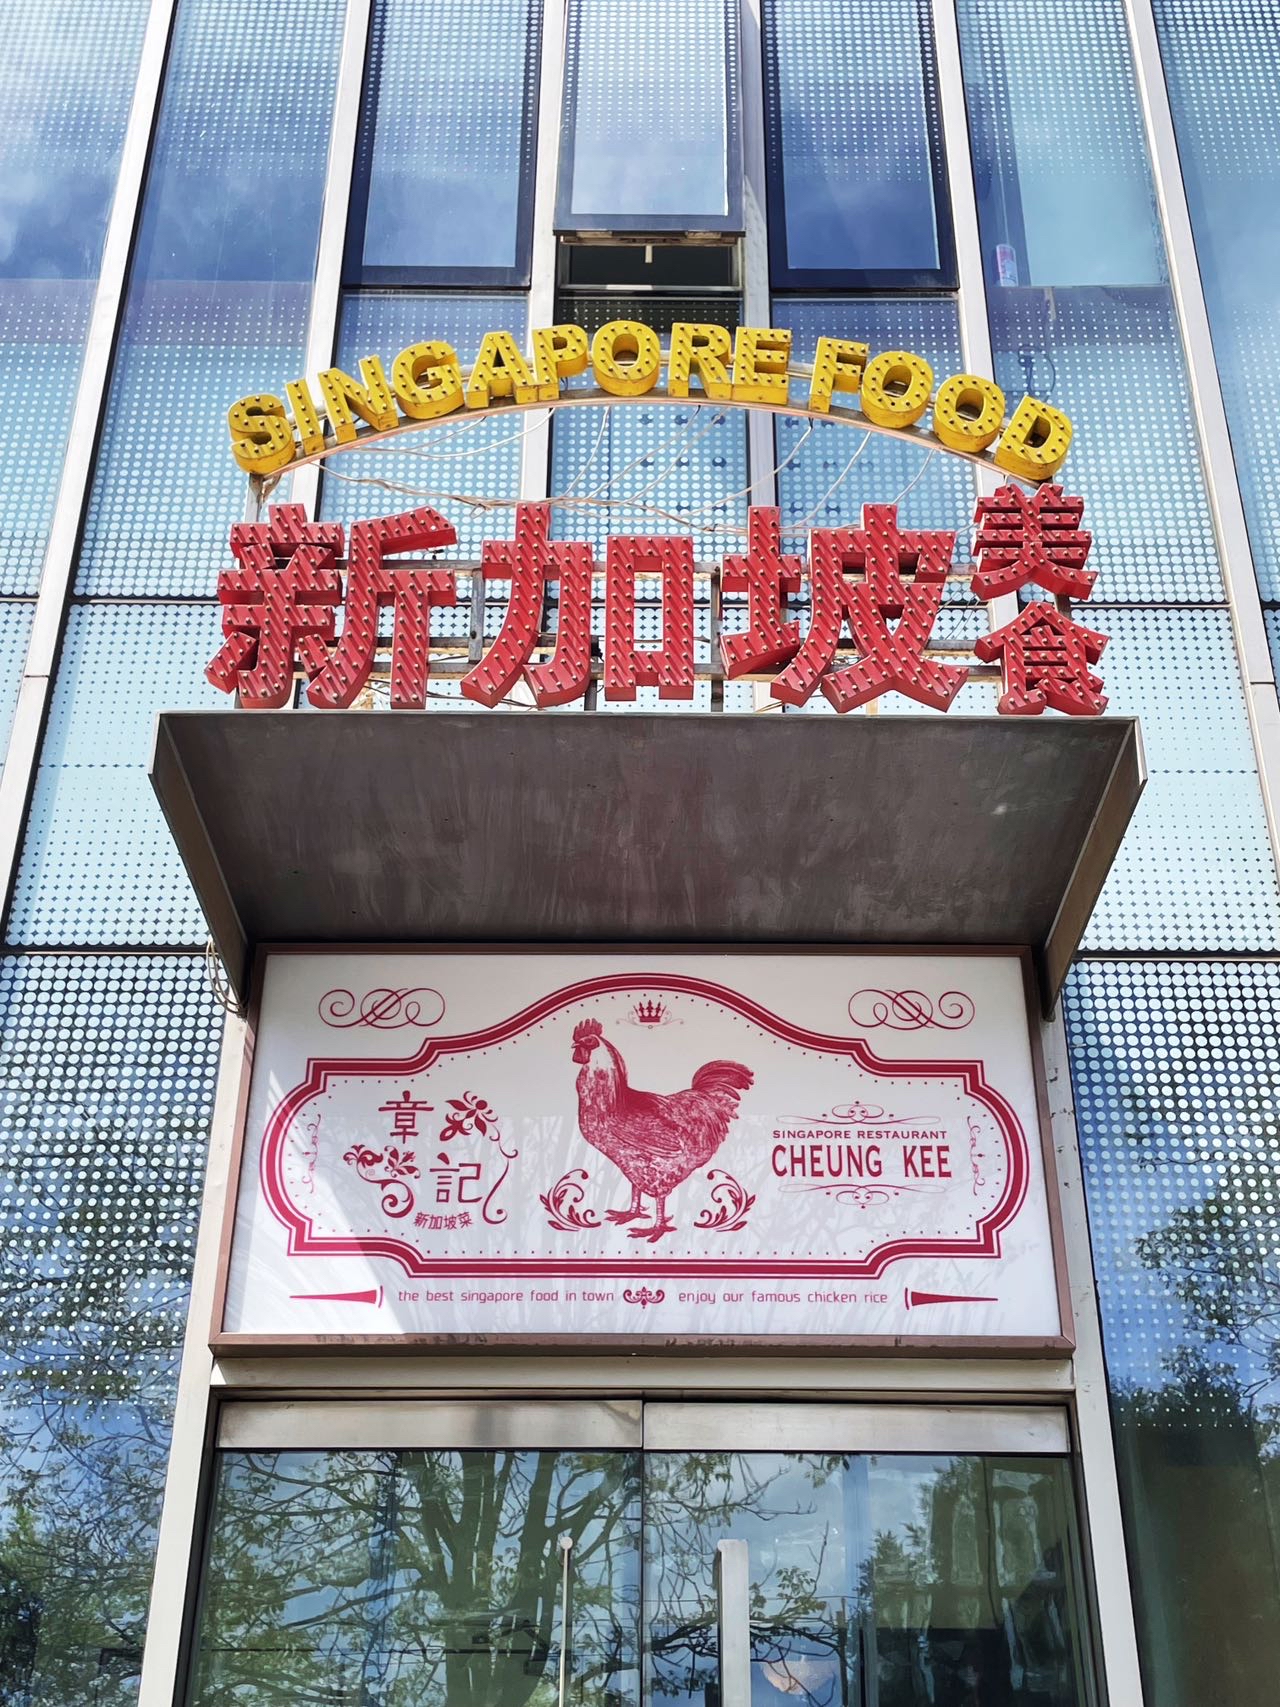 SINGAPORE FOOD
新加坡美食
章記
新加坡菜
SINGAPORE RESTAURANT
CHEUNG KEE
the best singapore food in town enjoy our famous chicken rice